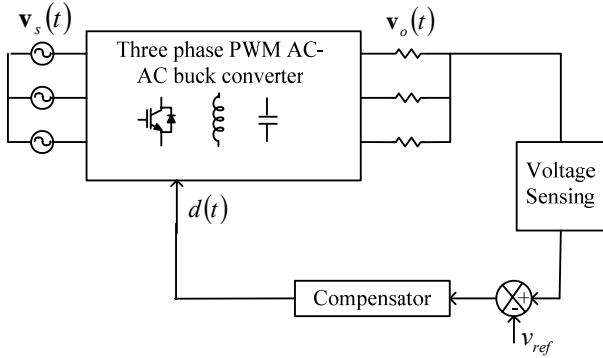 v_s(t)
v_o(t)
Three phase PWM AC-
AC buck converter
Voltage
Sensing
d(t)
Compensator
+
-
v_ref